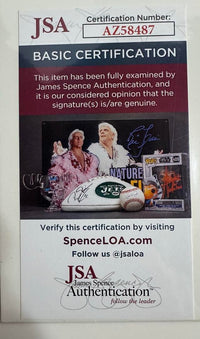 JSA
Certification Number:
AZ58487
BASIC CERTIFICATION
This item has been fully examined by
James Spence Authentication, and
it is our considered opinion that the
signature(s) is/are genuine.
NATURE
JETS
Verify this certification by visiting
SpenceLOA.com
Follow us @jsaloa
JSA
James Spence
Authentication
follow the leader